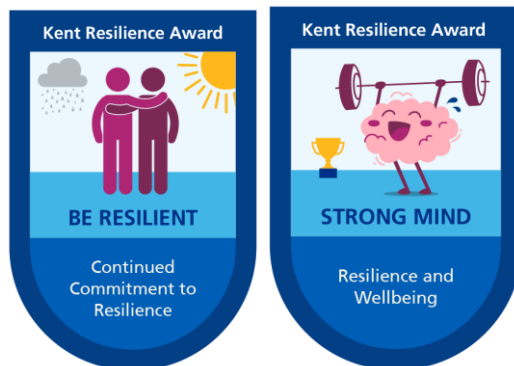 Kent Resilience Award
BE RESILIENT
Continued
Commitment to
Resilience
Kent Resilience Award
STRONG MIND
Resilience and
Wellbeing